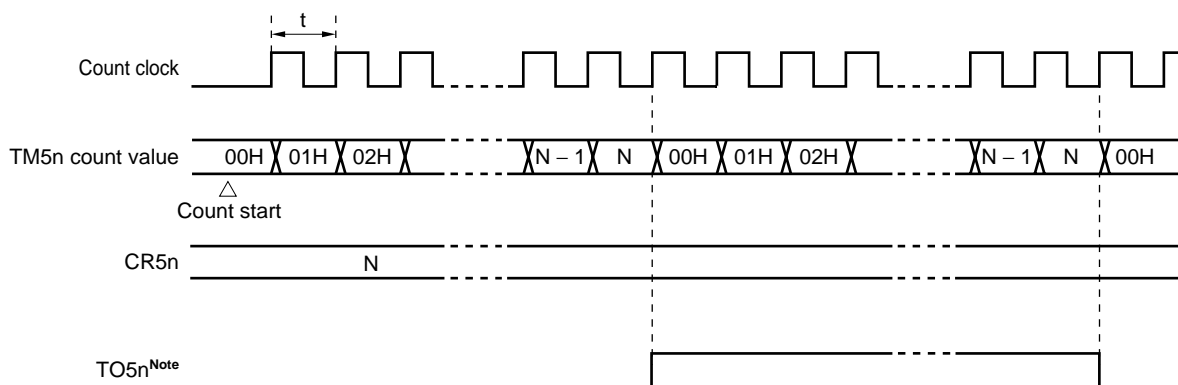 t
Count clock
TM5n count value 00H 01H 02H N − 1 N 00H 01H 02H N − 1 N 00H
△
Count start
CR5n N
TO5nNote